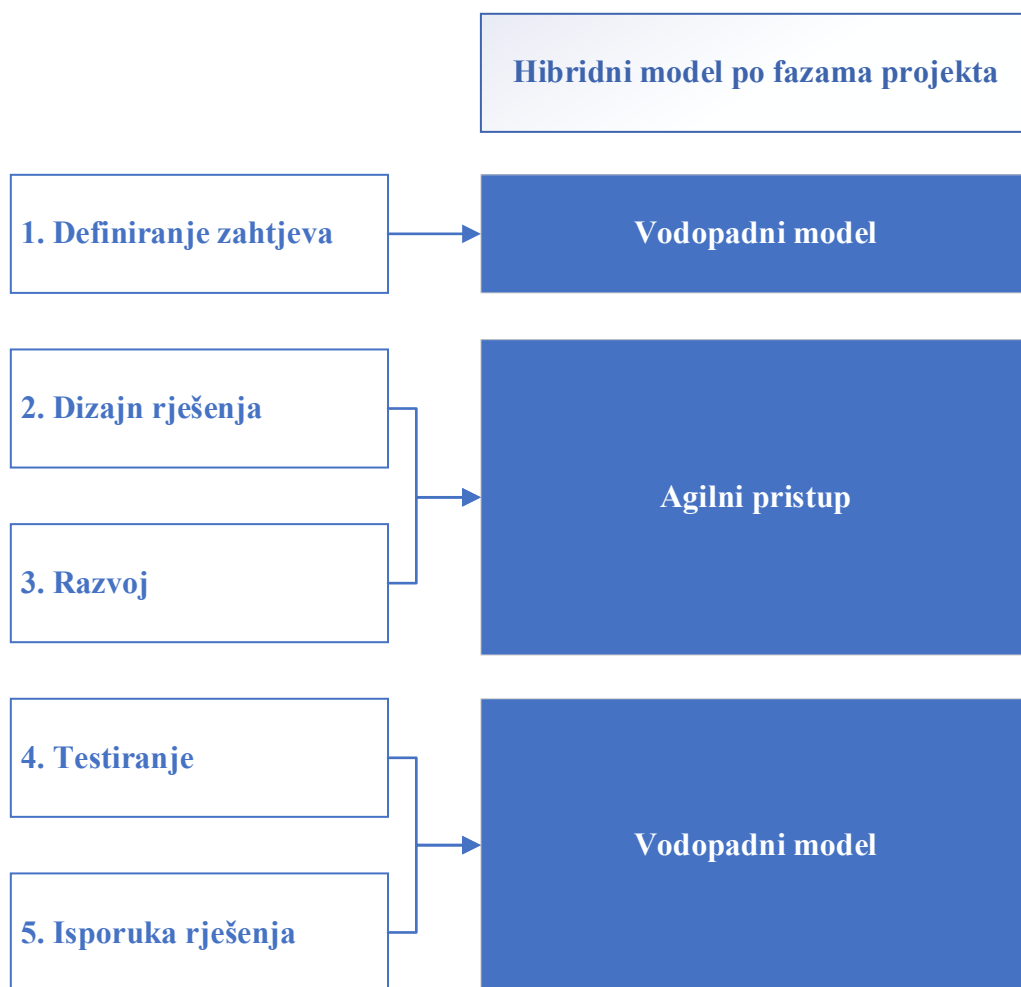 Hibridni model po fazama projekta
1. Definiranje zahtjeva
Vodopadni model
2. Dizajn rješenja
Agilni pristup
3. Razvoj
4. Testiranje
Vodopadni model
5. Isporuka rješenja